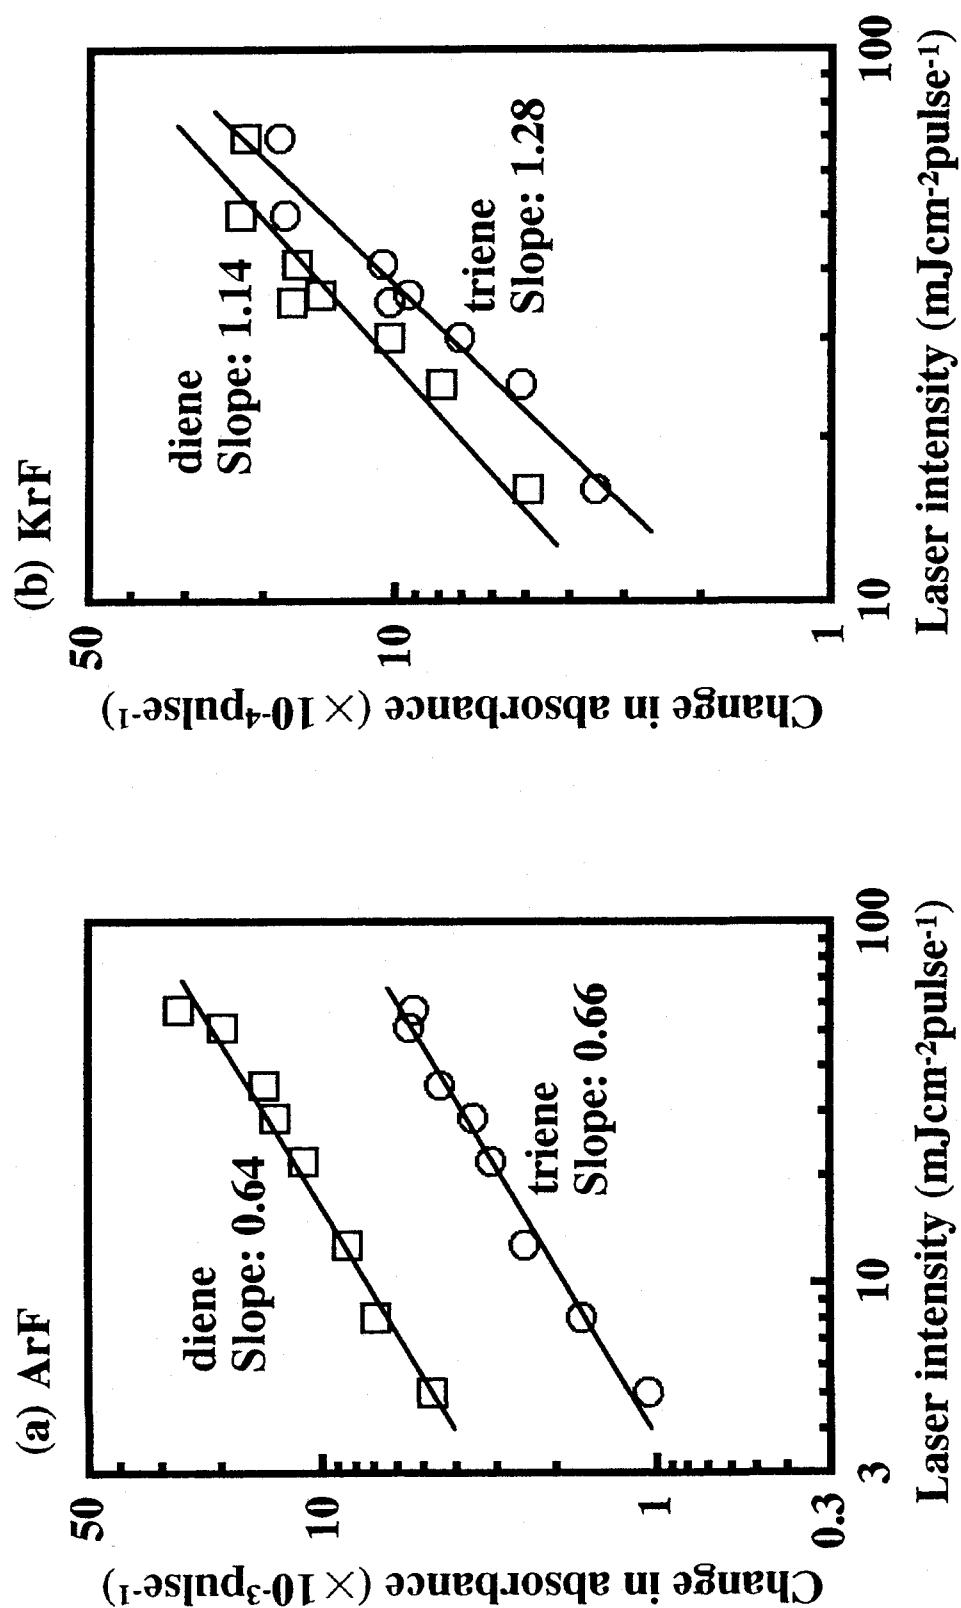 (a) ArF
50
10
1
0.3
Change in absorbance (×10-3pulse-1)
diene
Slope: 0.64
triene
Slope: 0.66
3
10
100
Laser intensity (mJcm-2pulse-1)
(b) KrF
50
10
1
Change in absorbance (×10-4pulse-1)
diene
Slope: 1.14
triene
Slope: 1.28
10
100
Laser intensity (mJcm-2pulse-1)